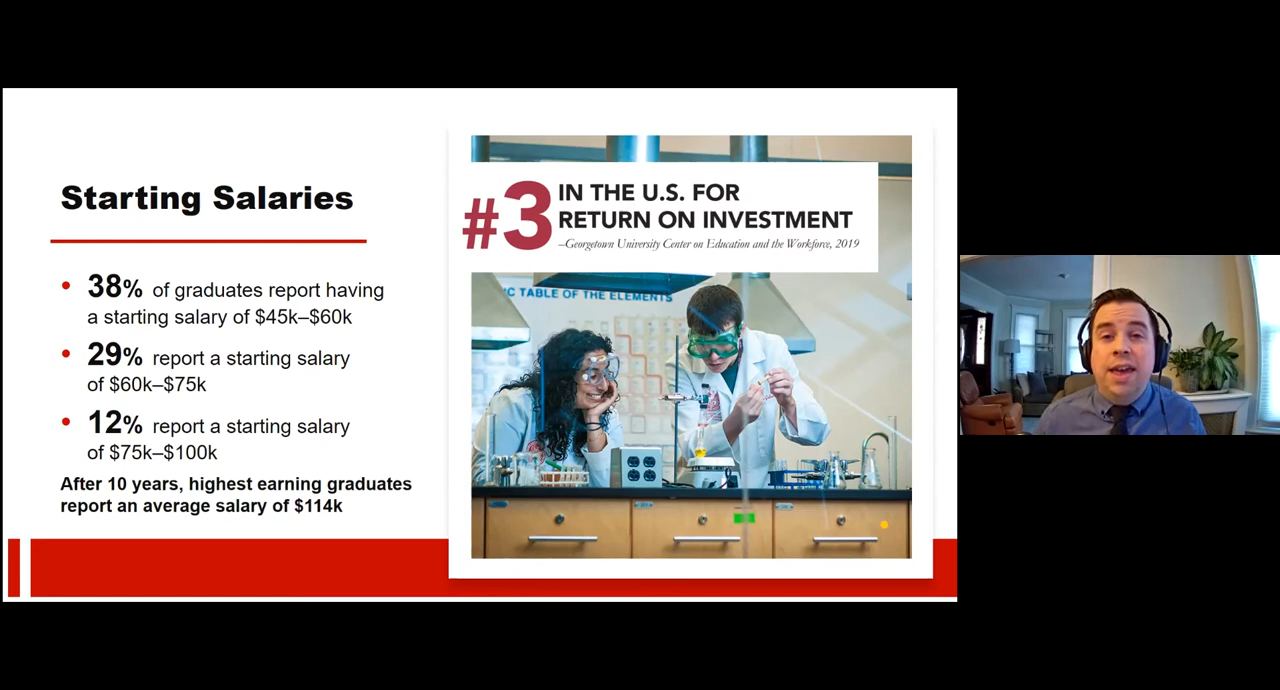 Starting Salaries
• 38% of graduates report having
a starting salary of $45k–$60k
• 29% report a starting salary
of $60k–$75k
• 12% report a starting salary
of $75k–$100k
After 10 years, highest earning graduates
report an average salary of $114k
#3 IN THE U.S. FOR
RETURN ON INVESTMENT
–Georgetown University Center on Education and the Workforce, 2019
C TABLE OF THE ELEMENTS